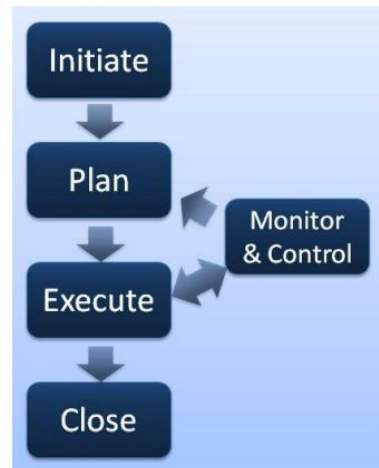 Initiate
Plan
Monitor
& Control
Execute
Close